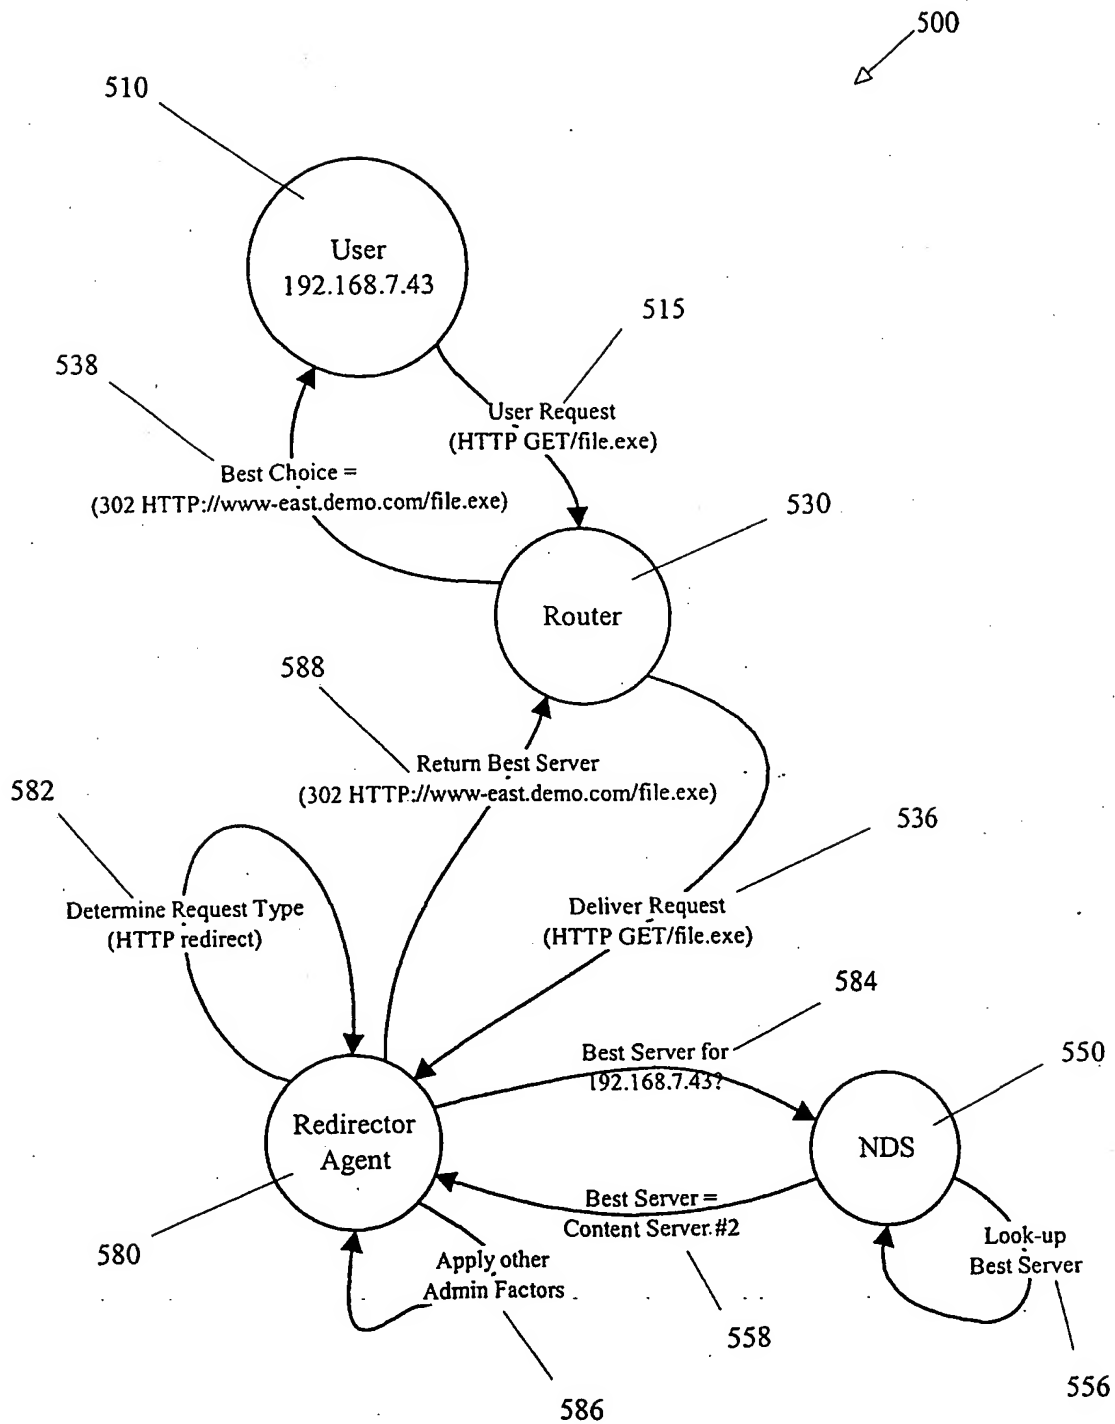 500
510
User
192.168.7.43
515
538
User Request
(HTTP GET/file.exe)
Best Choice =
(302 HTTP://www-east.demo.com/file.exe)
530
Router
588
Return Best Server
(302 HTTP://www-east.demo.com/file.exe)
582
536
Determine Request Type
(HTTP redirect)
Deliver Request
(HTTP GET/file.exe)
584
Best Server for
192.168.7.43?
550
Redirector
Agent
NDS
Best Server =
Content Server #2
580
Apply other
Admin Factors
Look-up
Best Server
558
556
586